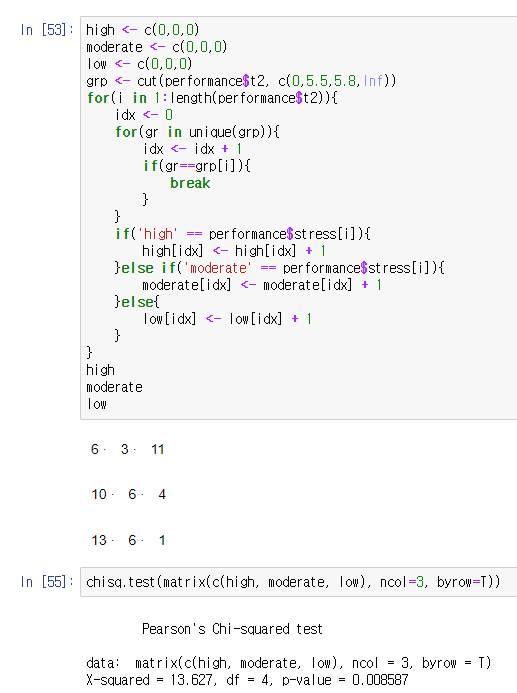 In [53]: high <- c(0,0,0)
moderate <- c(0,0,0)
low <- c(0,0,0)
grp <- cut(performance$t2, c(0,5.5,5.8,Inf))
for(i in 1:length(performance$t2)){
    idx <- 0
    for(gr in unique(grp)){
        idx <- idx + 1
        if(gr==grp[i]){
            break
        }
    }
    if('high' == performance$stress[i]){
        high[idx] <- high[idx] + 1
    }else if('moderate' == performance$stress[i]){
        moderate[idx] <- moderate[idx] + 1
    }else{
        low[idx] <- low[idx] + 1
    }
}
high
moderate
low
6 · 3 · 11
10 · 6 · 4
13 · 6 · 1
In [55]: chisq.test(matrix(c(high, moderate, low), ncol=3, byrow=T))
Pearson's Chi-squared test
data:  matrix(c(high, moderate, low), ncol = 3, byrow = T)
X-squared = 13.627, df = 4, p-value = 0.008587